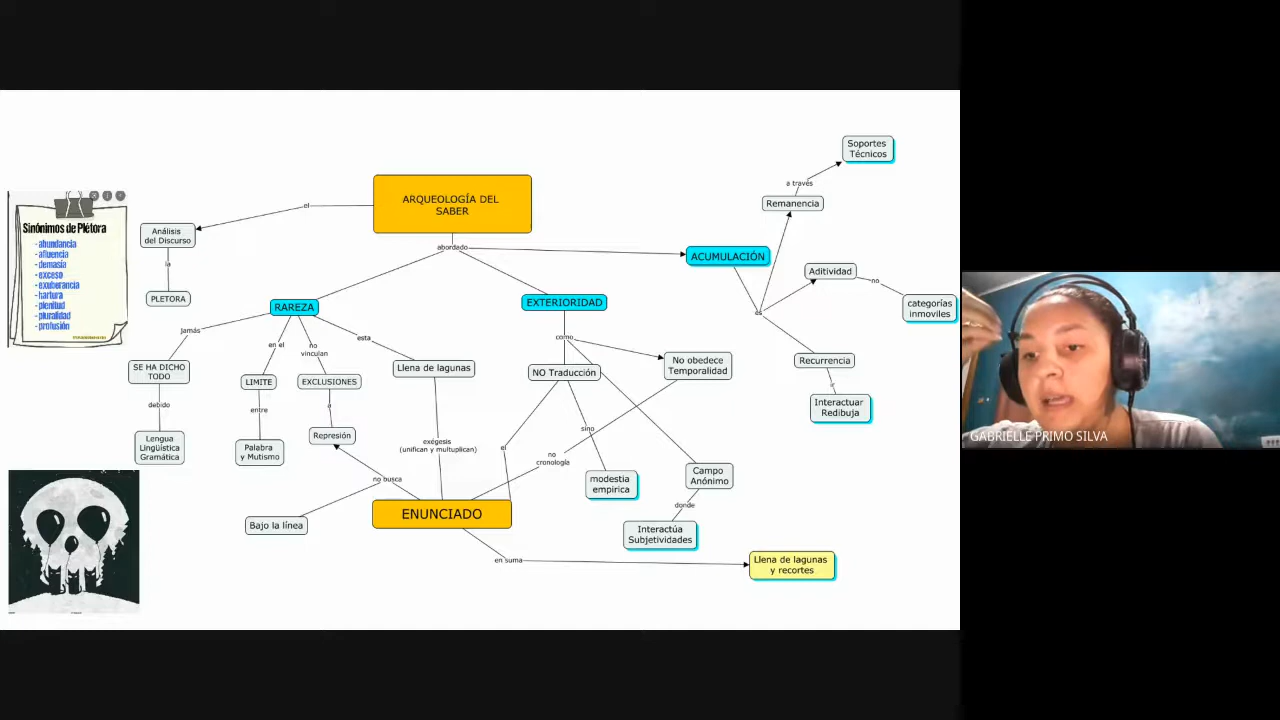 Soportes
Técnicos
a través
Remanencia
ARQUEOLOGÍA DEL
SABER
el
Sinónimos de Plétora
- abundancia
- afluencia
- demasía
- exceso
- exuberancia
- hartura
- plenitud
- pluralidad
- profusión
Análisis
del Discurso
la
PLETORA
abordado
ACUMULACIÓN
Aditividad
no
categorías
inmoviles
es
RAREZA
EXTERIORIDAD
Jamás
en el
no
vinculan
esta
como
SE HA DICHO
TODO
LIMITE
EXCLUSIONES
Llena de lagunas
NO Traducción
No obedece
Temporalidad
Recurrencia
Interactuar
Redibuja
debido
entre
Lengua
Lingüística
Gramática
Palabra
y Mutismo
Represión
exégesis
(unifican y multuplican)
el
sino
no
cronología
modestia
empirica
Campo
Anónimo
donde
Interactúa
Subjetividades
no busca
Bajo la línea
ENUNCIADO
en suma
Llena de lagunas
y recortes
GABRIELLE PRIMO SILVA